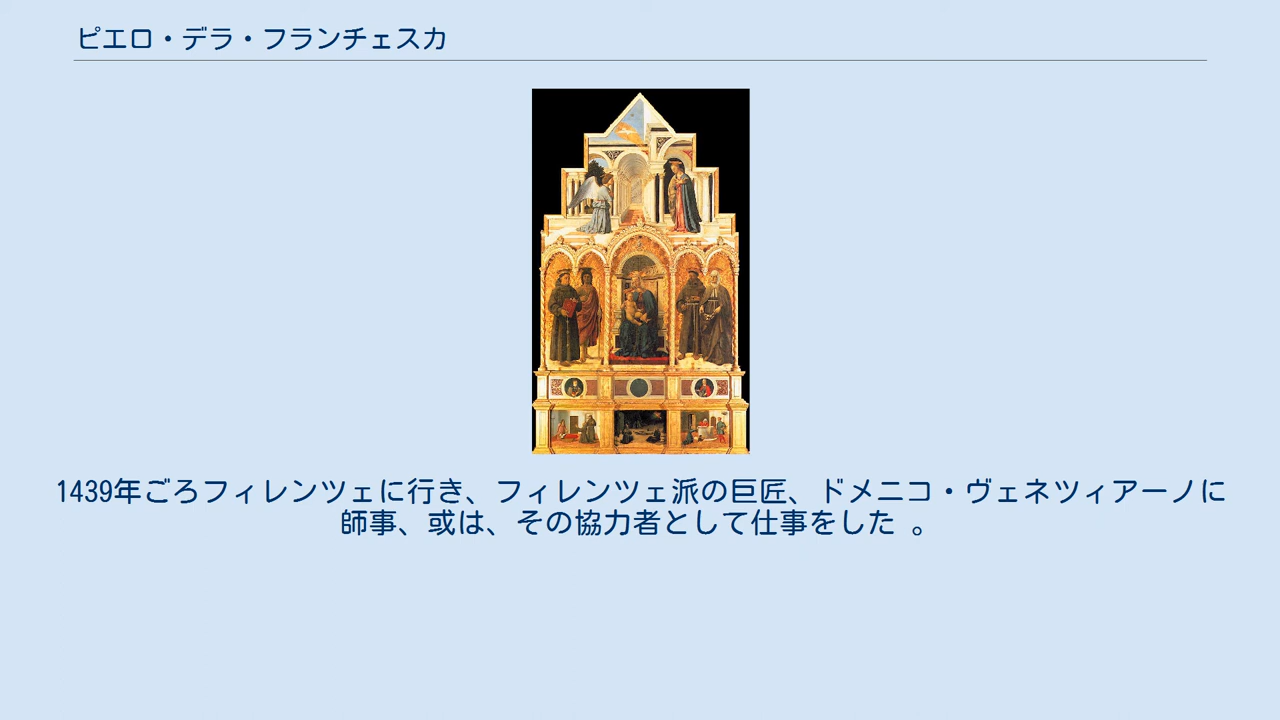 ピエロ・デラ・フランチェスカ
1439年ごろフィレンツェに行き、フィレンツェ派の巨匠、ドメニコ・ヴェネツィアーノに
師事、或は、その協力者として仕事をした 。